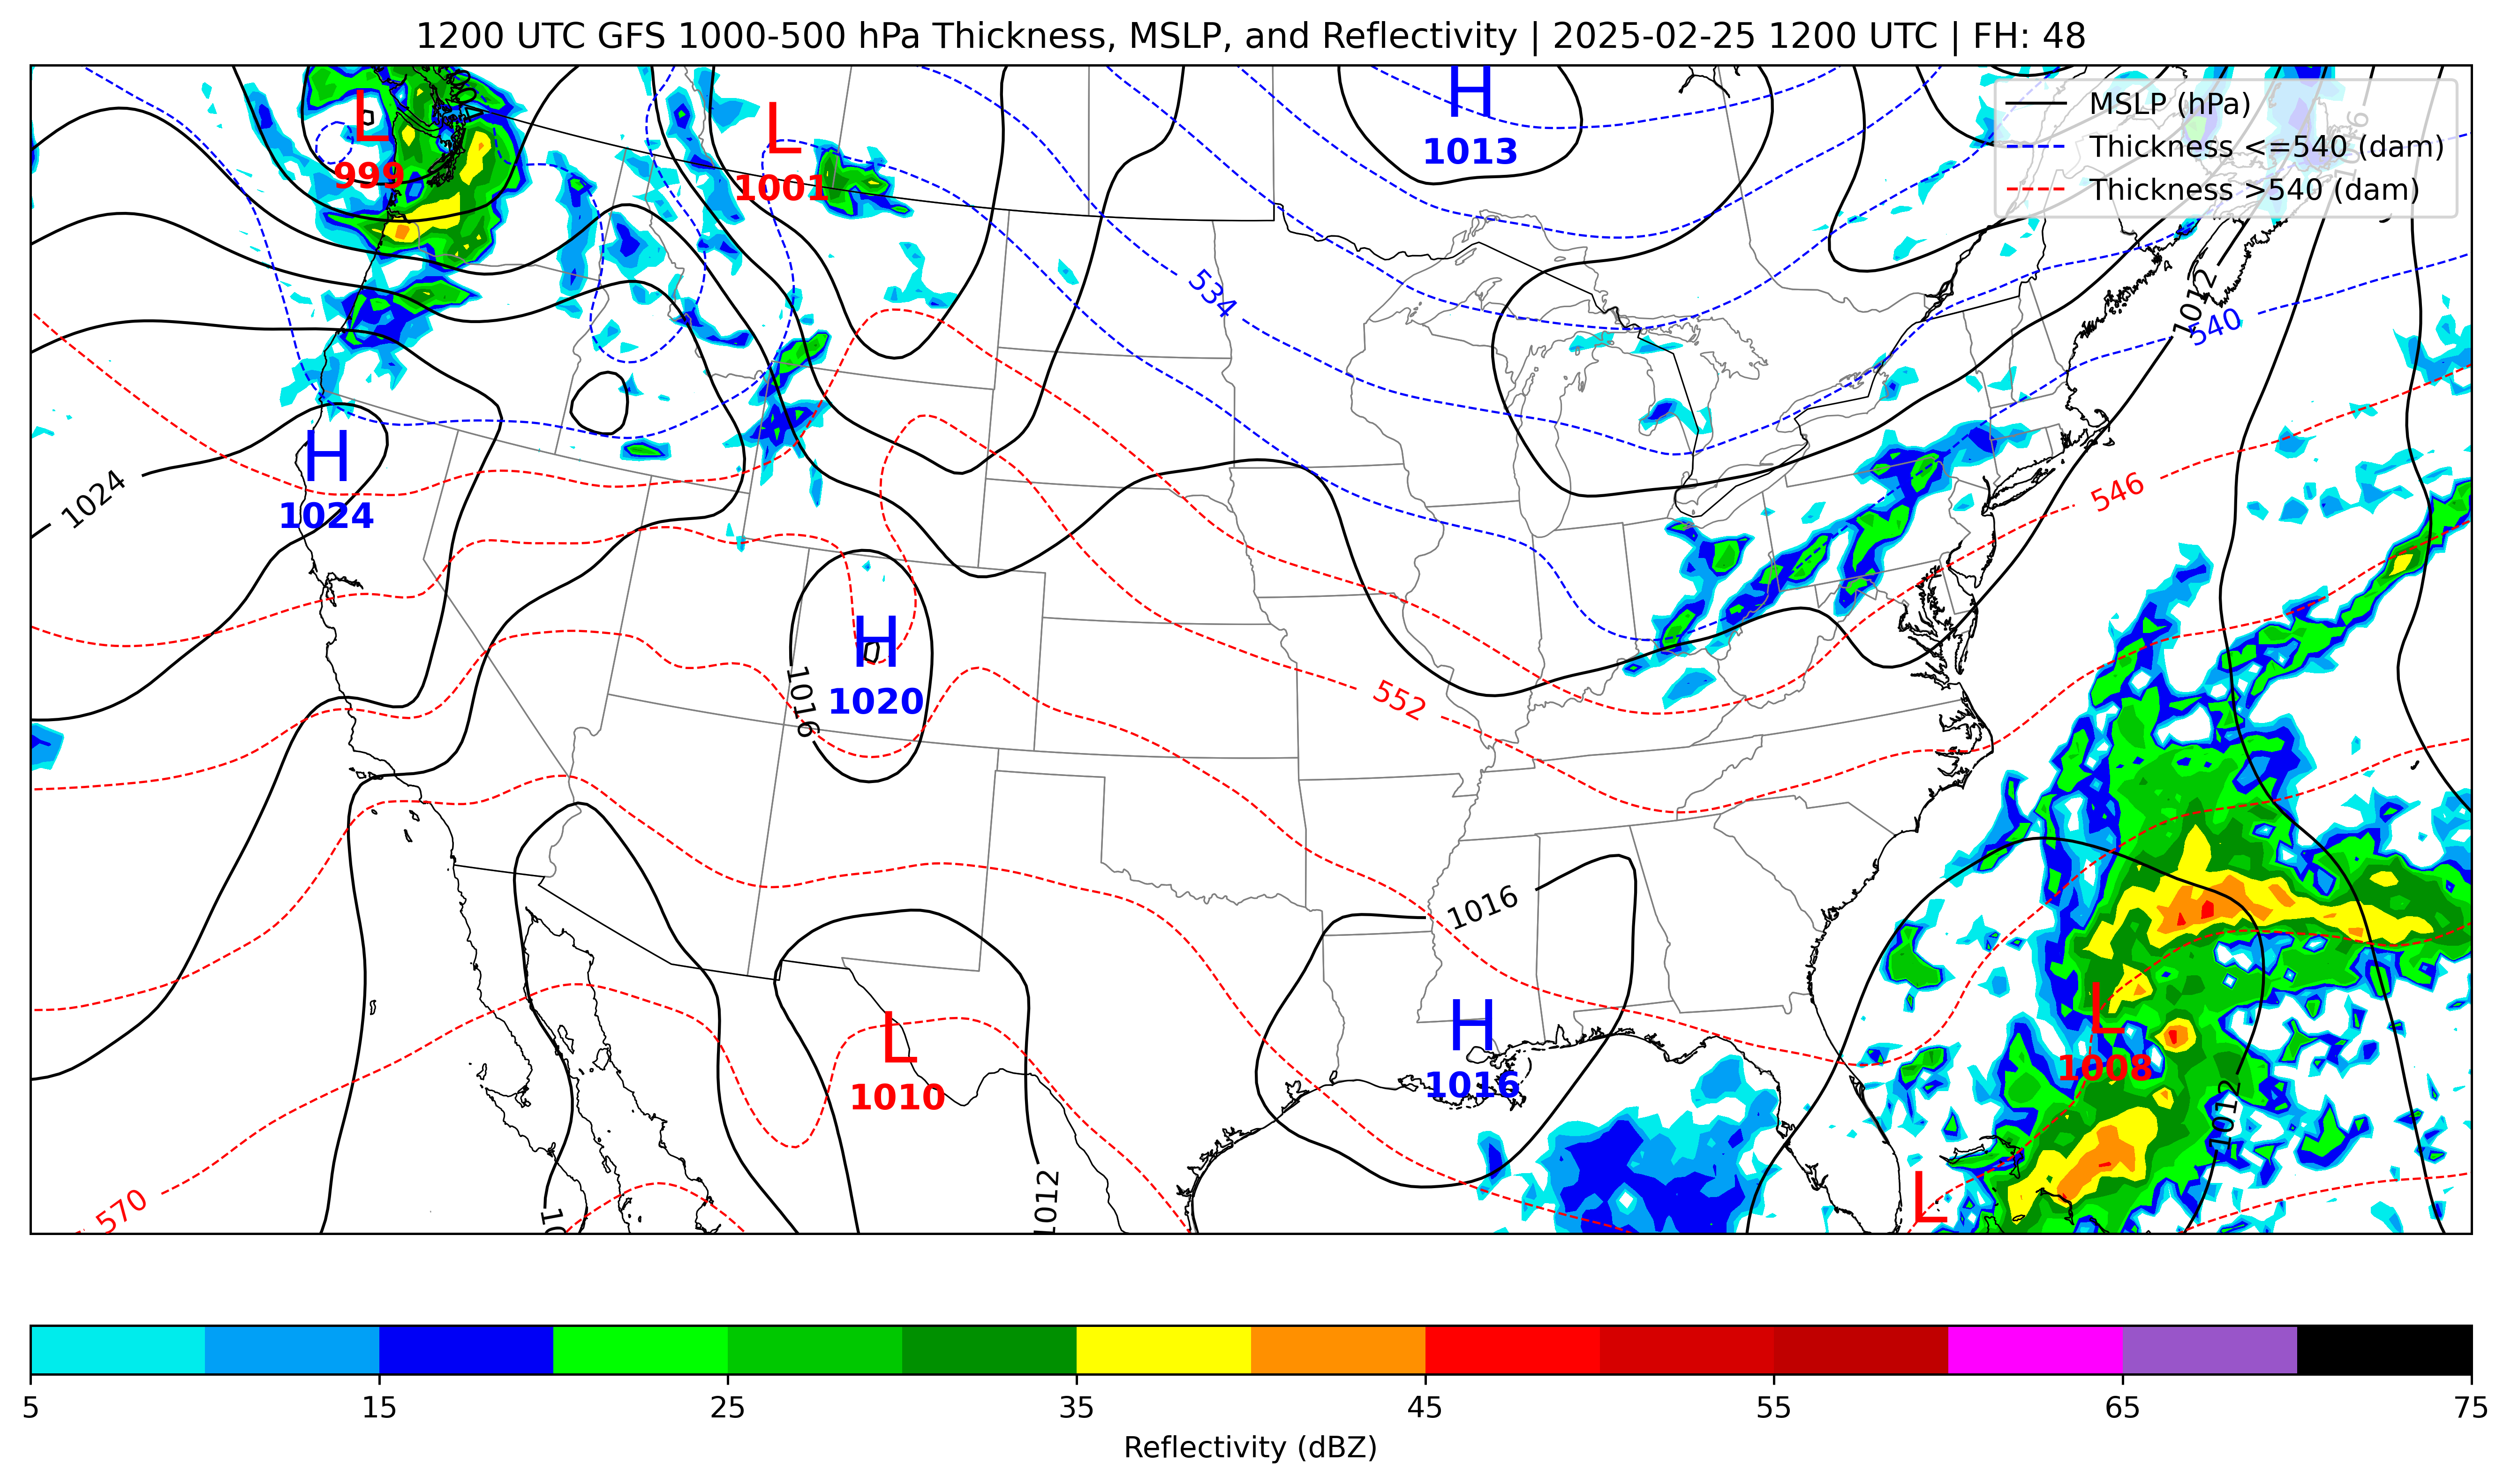 1200 UTC GFS 1000-500 hPa Thickness, MSLP, and Reflectivity | 2025-02-25 1200 UTC | FH: 48
MSLP (hPa)
Thickness <=540 (dam)
Thickness >540 (dam)
L
999
L
1001
H
1013
534
1012
540
H
1024
1024
546
H
1020
1016
552
1016
L
1010
H
1016
L
1008
1012
570
1012
L
5 15 25 35 45 55 65 75
Reflectivity (dBZ)